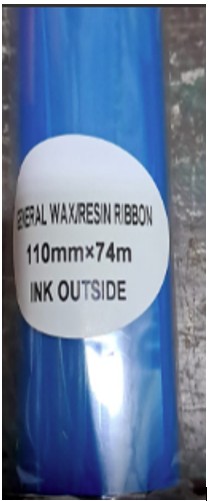 GENERAL WAX/RESIN RIBBON
110mm×74m
INK OUTSIDE